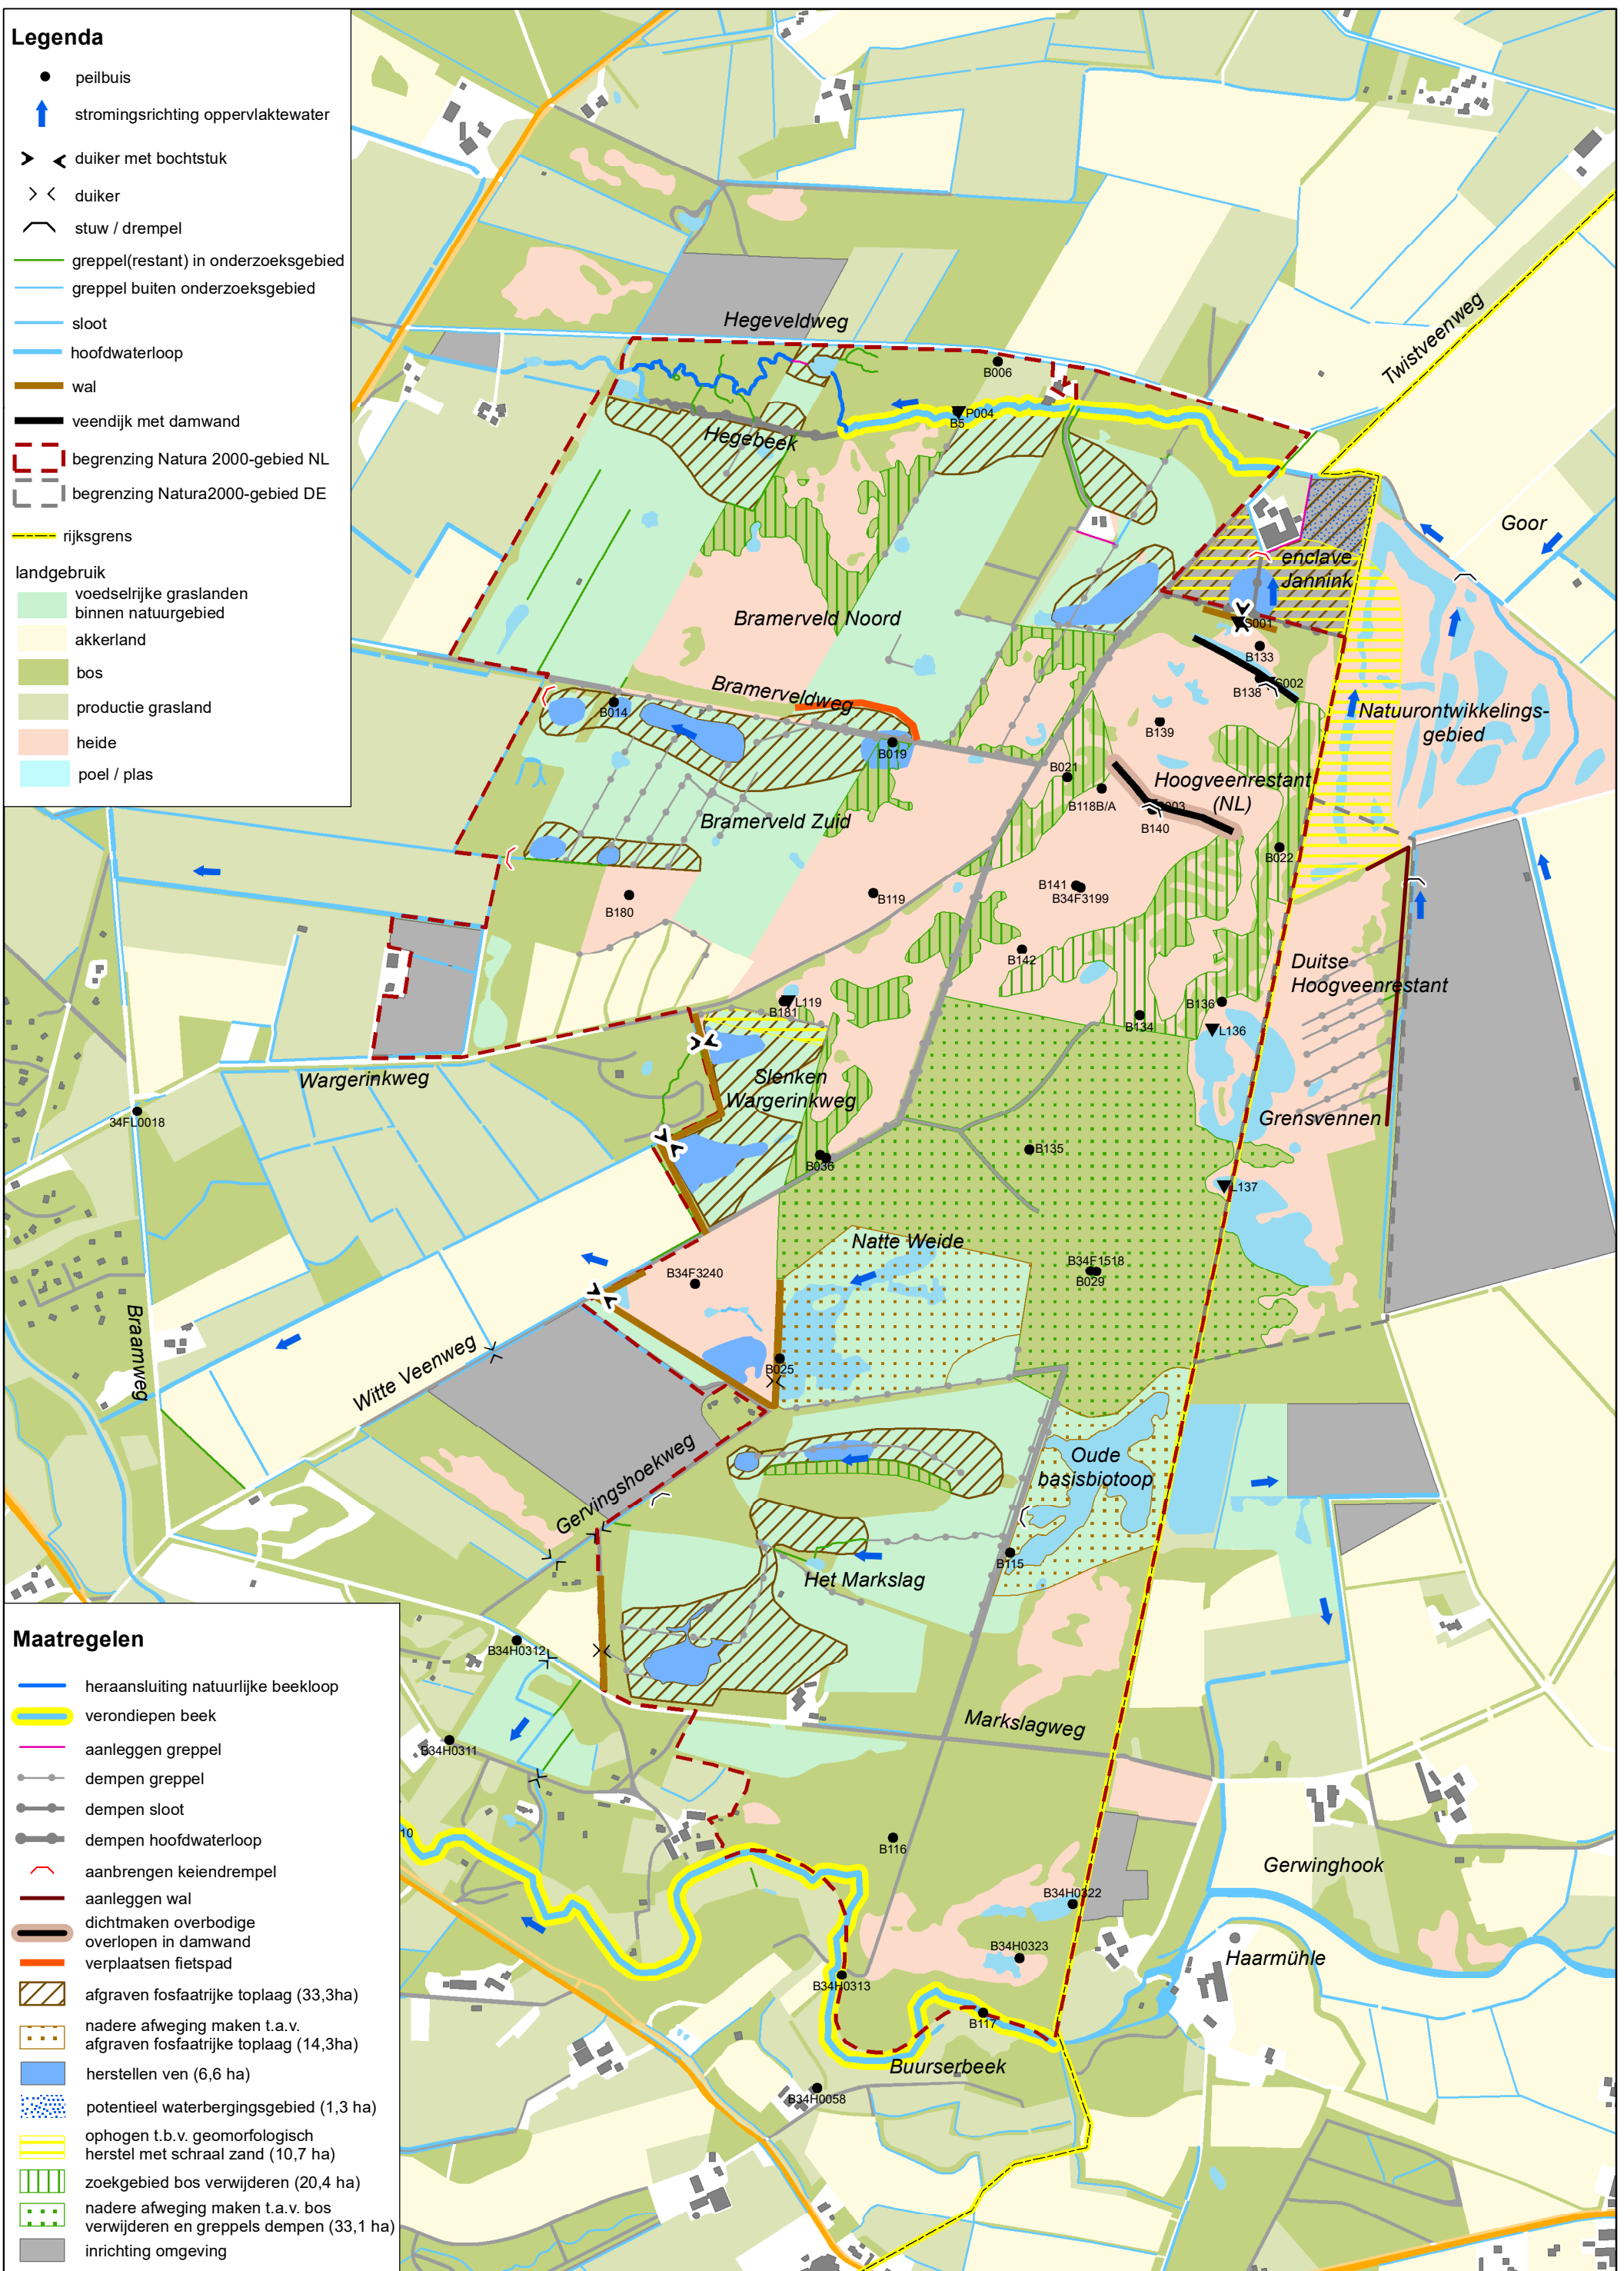 Legenda
peilbuis
stromingsrichting oppervlaktewater
duiker met bochtstuk
duiker
stuw / drempel
greppel(restant) in onderzoeksgebied
greppel buiten onderzoeksgebied
sloot
hoofdwaterloop
wal
veendijk met damwand
begrenzing Natura 2000-gebied NL
begrenzing Natura2000-gebied DE
rijksgrens
landgebruik
voedselrijke graslanden
binnen natuurgebied
akkerland
bos
productie grasland
heide
poel / plas
Hegeveldweg
Twistveenweg
B006
P004
B5
Hegebeek
Goor
enclave
Jannink
Bramerveld Noord
S001
B133
B138
S002
Bramerveldweg
B014
B139
Natuurontwikkelings-
gebied
B019
B021
B118B/A
Hoogveenrestant
(NL)
B140
Bramerveld Zuid
B022
B141
B34F3199
B119
B180
B142
Duitse
Hoogveenrestant
L119
B181
B136
B134
L136
Wargerinkweg
Slenken
Wargerinkweg
34FL0018
Grensvennen
B135
B036
L137
Natte Weide
B34F3240
B34F1518
B029
Braamweg
Witte Veenweg
B025
Gervingshoekweg
Oude
basisbiotoop
B115
Het Markslag
B34H0312
B34H0311
Markslagweg
10
B116
Gerwinghook
B34H0322
B34H0323
Haarmühle
B34H0313
B117
Buurserbeek
B34H0058
Maatregelen
heraansluiting natuurlijke beekloop
verondiepen beek
aanleggen greppel
dempen greppel
dempen sloot
dempen hoofdwaterloop
aanbrengen keiendrempel
aanleggen wal
dichtmaken overbodige
overlopen in damwand
verplaatsen fietspad
afgraven fosfaatrijke toplaag (33,3ha)
nadere afweging maken t.a.v.
afgraven fosfaatrijke toplaag (14,3ha)
herstellen ven (6,6 ha)
potentieel waterbergingsgebied (1,3 ha)
ophogen t.b.v. geomorfologisch
herstel met schraal zand (10,7 ha)
zoekgebied bos verwijderen (20,4 ha)
nadere afweging maken t.a.v. bos
verwijderen en greppels dempen (33,1 ha)
inrichting omgeving